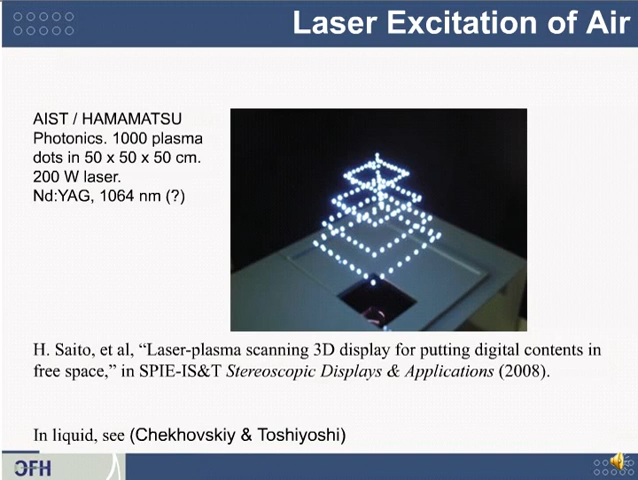 Laser Excitation of Air
AIST / HAMAMATSU
Photonics. 1000 plasma
dots in 50 x 50 x 50 cm.
200 W laser.
Nd:YAG, 1064 nm (?)
H. Saito, et al, “Laser-plasma scanning 3D display for putting digital contents in
free space,” in SPIE-IS&T Stereoscopic Displays & Applications (2008).
In liquid, see (Chekhovskiy & Toshiyoshi)
OFH